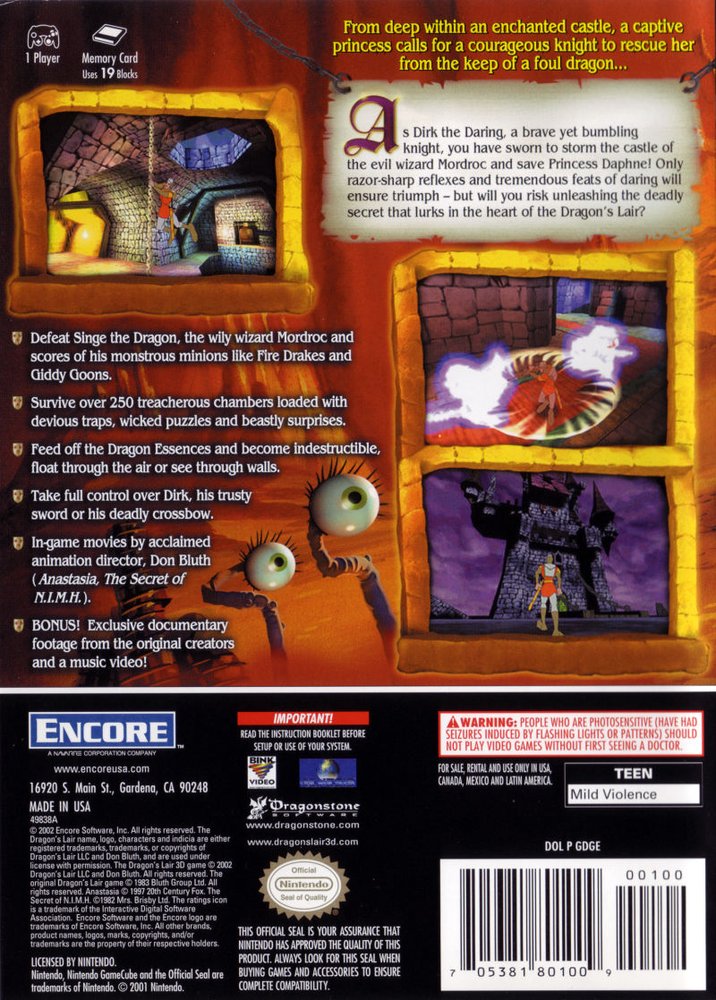 1 Player
Memory Card
Uses 19 Blocks
From deep within an enchanted castle, a captive
princess calls for a courageous knight to rescue her
from the keep of a foul dragon...
As Dirk the Daring, a brave yet bumbling
knight, you have sworn to storm the castle of
the evil wizard Mordroc and save Princess Daphne! Only
razor-sharp reflexes and tremendous feats of daring will
ensure triumph – but will you risk unleashing the deadly
secret that lurks in the heart of the Dragon's Lair?
Defeat Singe the Dragon, the wily wizard Mordroc and
scores of his monstrous minions like Fire Drakes and
Giddy Goons.
Survive over 250 treacherous chambers loaded with
devious traps, wicked puzzles and beastly surprises.
Feed off the Dragon Essences and become indestructible,
float through the air or see through walls.
Take full control over Dirk, his trusty
sword or his deadly crossbow.
In-game movies by acclaimed
animation director, Don Bluth
(Anastasia, The Secret of
N.I.M.H.).
BONUS! Exclusive documentary
footage from the original creators
and a music video!
ENCORE™
A NAVARRE CORPORATION COMPANY
www.encoreusa.com
16920 S. Main St., Gardena, CA 90248
MADE IN USA
49838A
© 2002 Encore Software, Inc. All rights reserved. The
Dragon's Lair name, logo, characters and indicia are either
registered trademarks, trademarks, or copyrights of
Dragon's Lair LLC and Don Bluth, and are used under
license with permission. The Dragon's Lair 3D game © 2002
Dragon's Lair LLC and Don Bluth. All rights reserved. The
original Dragon's Lair game © 1983 Bluth Group Ltd. All
rights reserved. Anastasia © 1997 20th Century Fox. The
Secret of N.I.M.H. ©1982 Mrs. Brisby Ltd. The ratings icon
is a trademark of the Interactive Digital Software
Association. Encore Software and the Encore logo are
trademarks of Encore Software, Inc. All other brands,
product names, logos, marks, copyrights, and/or
trademarks are the property of their respective holders.
LICENSED BY NINTENDO.
Nintendo, Nintendo GameCube and the Official Seal are
trademarks of Nintendo. © 2001 Nintendo.
IMPORTANT!
READ THE INSTRUCTION BOOKLET BEFORE
SETUP OR USE OF YOUR SYSTEM.
BINK
VIDEO
Dragonstone
SOFTWARE
www.dragonstone.com
www.dragonslair3d.com
Official
Nintendo
Seal of Quality
THIS OFFICIAL SEAL IS YOUR ASSURANCE THAT
NINTENDO HAS APPROVED THE QUALITY OF THIS
PRODUCT. ALWAYS LOOK FOR THIS SEAL WHEN
BUYING GAMES AND ACCESSORIES TO ENSURE
COMPLETE COMPATIBILITY.
WARNING: PEOPLE WHO ARE PHOTOSENSITIVE (HAVE HAD
SEIZURES INDUCED BY FLASHING LIGHTS OR PATTERNS) SHOULD
NOT PLAY VIDEO GAMES WITHOUT FIRST SEEING A DOCTOR.
FOR SALE, RENTAL AND USE ONLY IN USA,
CANADA, MEXICO AND LATIN AMERICA.
TEEN
Mild Violence
DOL P GDGE
00100
7 05381 80100 9